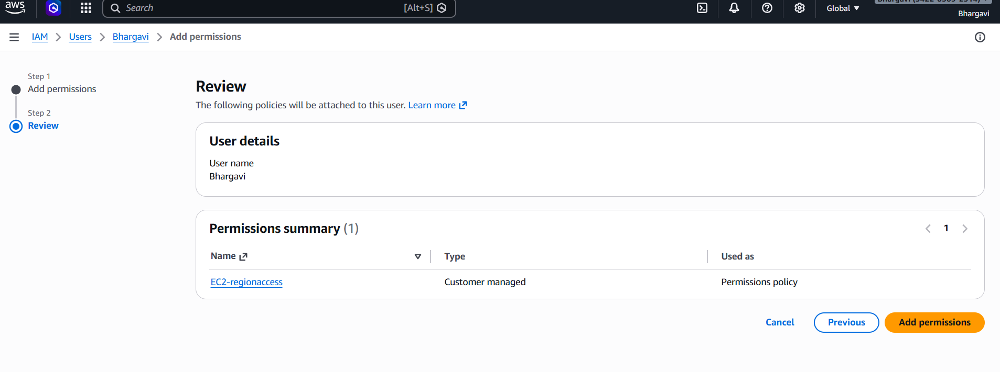 aws
Search
[Alt+S]
Global
Bhargavi
IAM
Users
Bhargavi
Add permissions
Step 1
Add permissions
Step 2
Review
Review
The following policies will be attached to this user. Learn more
User details
User name
Bhargavi
Permissions summary (1)
1
Name
Type
Used as
EC2-regionaccess
Customer managed
Permissions policy
Cancel
Previous
Add permissions